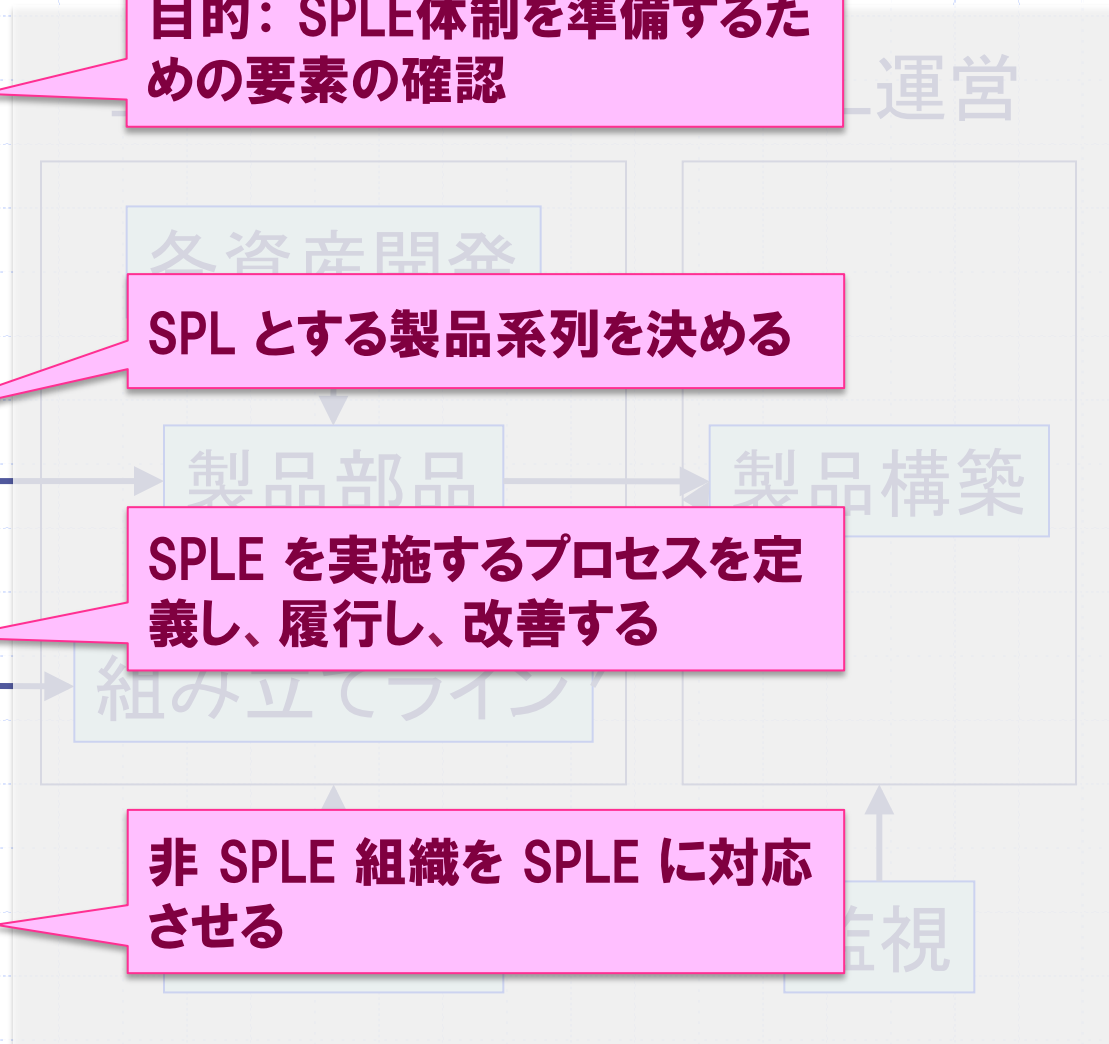 目的: SPLE体制を準備するた
めの要素の確認
運営
各資産開発
SPL とする製品系列を決める
製品部品
製品構築
SPLE を実施するプロセスを定
義し、履行し、改善する
組み立てライン
非 SPLE 組織を SPLE に対応
させる
監視